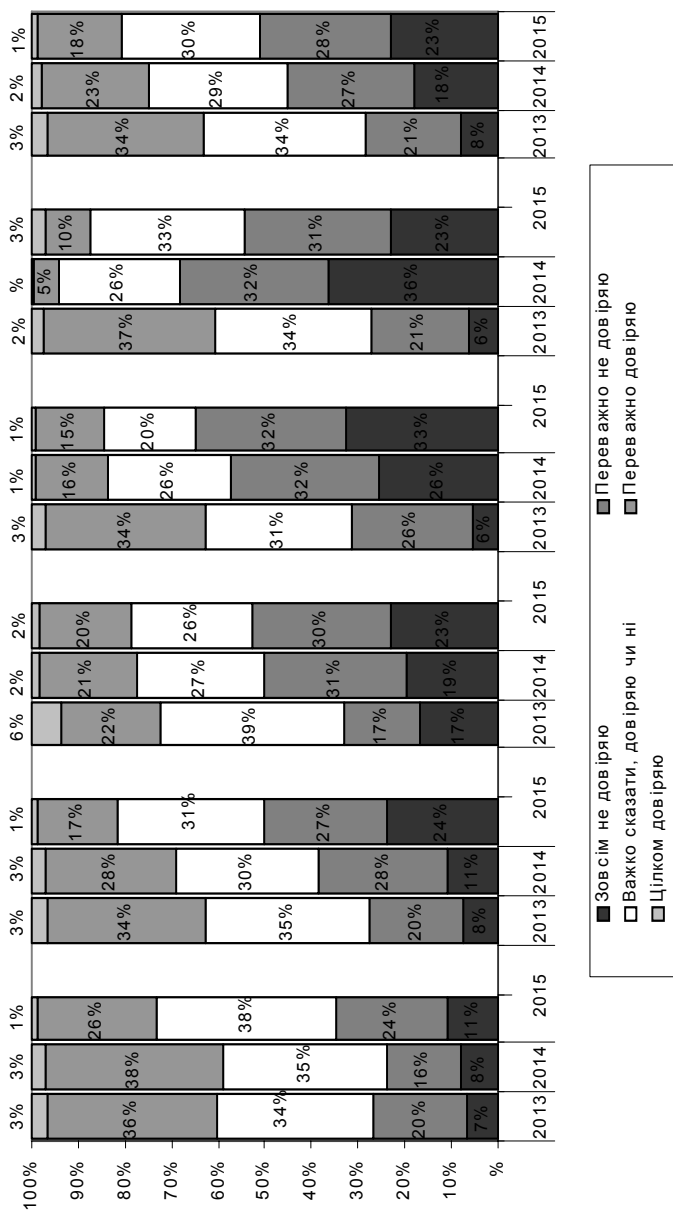 3% 3% 1% 3% 3% 1% 6% 2% 2% 3% 1% 1% 2% % 3% 3% 2% 1%
100%
90%
80%
70%
60%
50%
40%
30%
20%
10%
%
36% 38% 26% 34% 28% 17% 22% 21% 20% 34% 16% 15% 37% 5% 10% 34% 23% 18%
34% 35% 38% 35% 30% 31% 39% 27% 26% 31% 26% 20% 34% 26% 33% 34% 29% 30%
20% 16% 24% 20% 28% 27% 17% 31% 30% 26% 32% 32% 21% 32% 31% 21% 27% 28%
7% 8% 11% 8% 11% 24% 17% 19% 23% 6% 26% 33% 6% 36% 23% 8% 18% 23%
2013 2014 2015 2013 2014 2015 2013 2014 2015 2013 2014 2015 2013 2014 2015 2013 2014 2015
Зовсім не довіряю Переважно не довіряю
Важко сказати, довіряю чи ні Переважно довіряю
Цілком довіряю